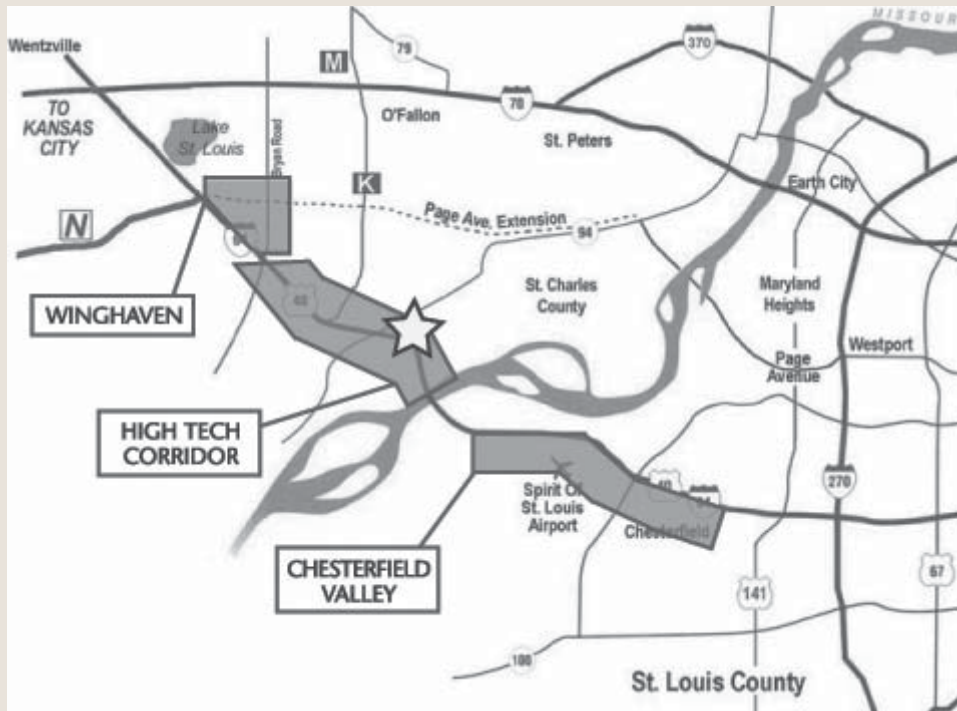 MISSOUR
Wentzville
79
370
M
TO
KANSAS
CITY
70
O'Fallon
Lake
St. Louis
Bryan Road
St. Peters
K
Earth City
N
Page Ave. Extension
94
St. Charles
County
Maryland
Heights
40
WINGHAVEN
Westport
Page
Avenue
HIGH TECH
CORRIDOR
270
40
Spirit Of
St. Louis
Airport
Chesterfield
CHESTERFIELD
VALLEY
67
141
100
St. Louis County